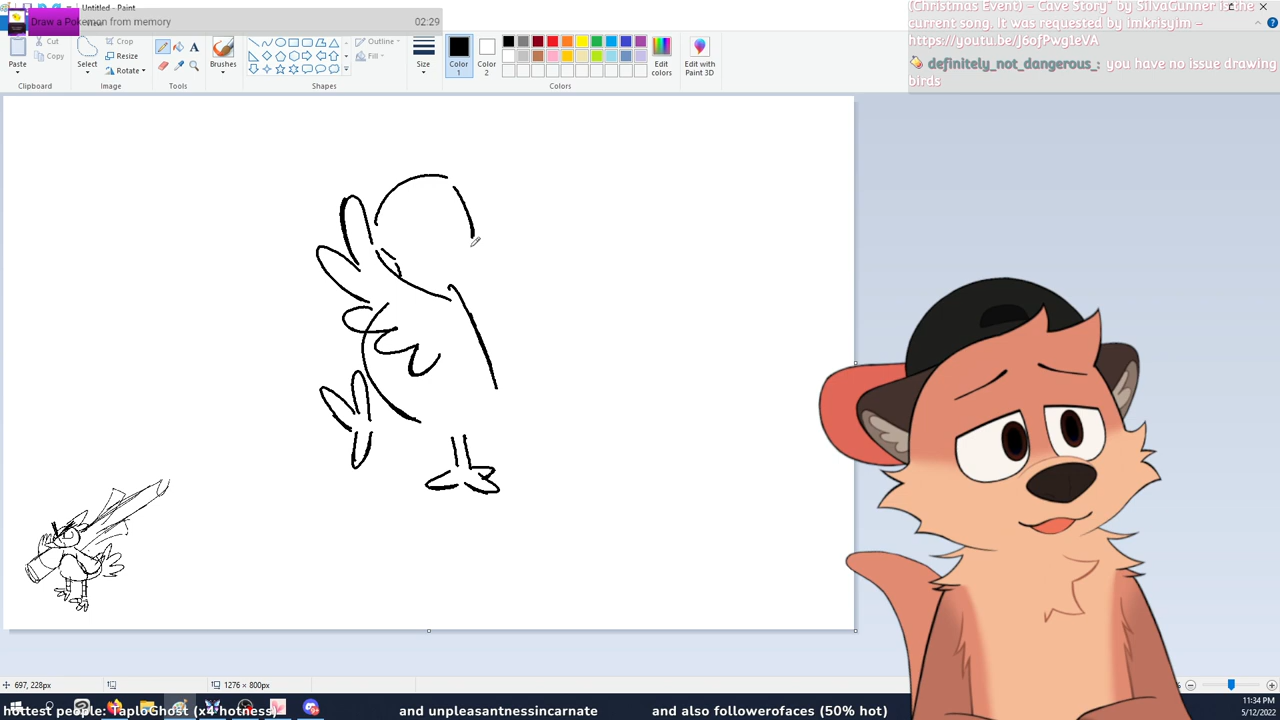 Untitled - Paint
Draw a Pokemon from memory
02:29
Cut
Copy
Paste
Clipboard
Crop
Resize
Rotate
Select
Image
Tools
Brushes
Outline
Fill
Shapes
Size
Color 1
Color 2
Edit colors
Edit with Paint 3D
Colors
(Christmas Event) - Cave Story" by SilvaGunner is the
current song. It was requested by imkrisyim -
https://youtu.be/J6ofPwg1eVA
definitely_not_dangerous_: you have no issue drawing
birds
697, 228px
1276 × 800px
hottest people: TaploGhost (x4 hotness)
and unpleasantnessincarnate
and also followerofaces (50% hot)
11:34 PM
5/12/2022